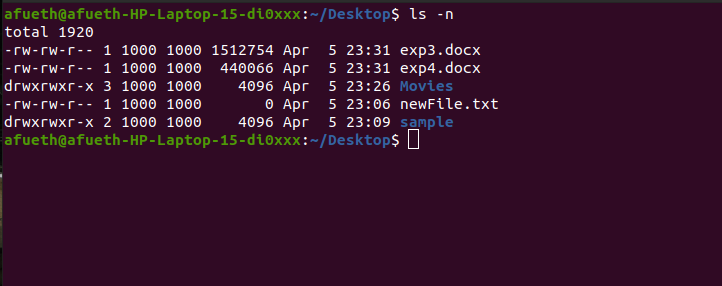 afueth@afueth-HP-Laptop-15-di0xxx:~/Desktop$ ls -n
total 1920
-rw-rw-r-- 1 1000 1000 1512754 Apr  5 23:31 exp3.docx
-rw-rw-r-- 1 1000 1000  440066 Apr  5 23:31 exp4.docx
drwxrwxr-x 3 1000 1000    4096 Apr  5 23:26 Movies
-rw-rw-r-- 1 1000 1000       0 Apr  5 23:06 newFile.txt
drwxrwxr-x 2 1000 1000    4096 Apr  5 23:09 sample
afueth@afueth-HP-Laptop-15-di0xxx:~/Desktop$